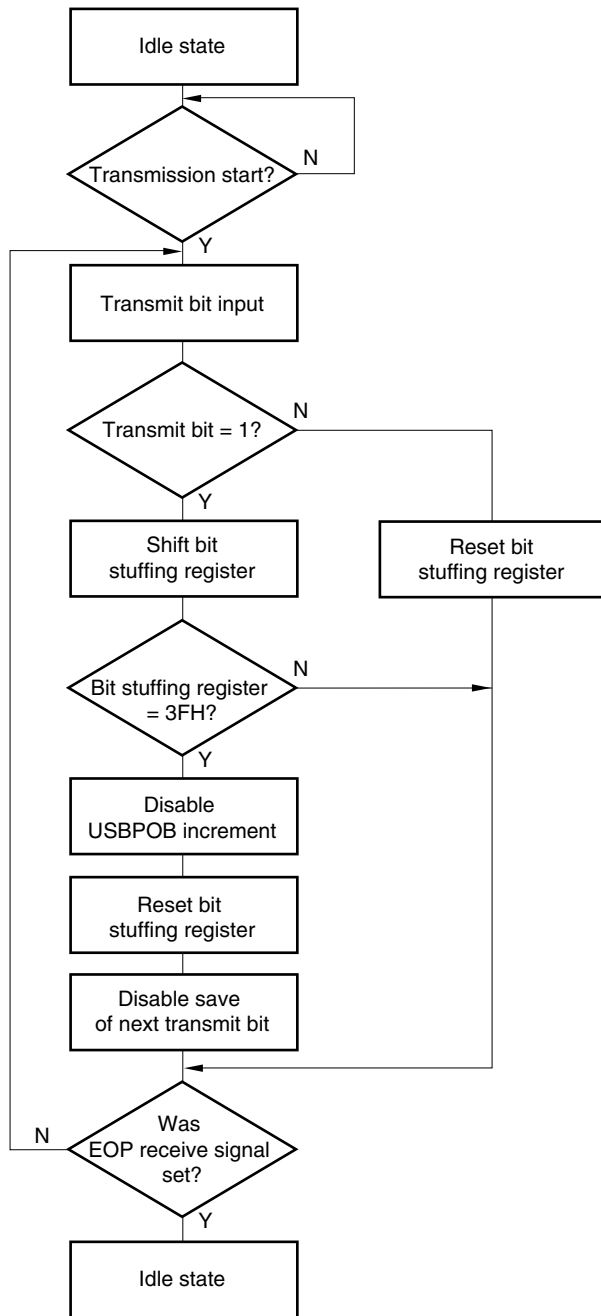 Idle state
Transmission start?
N
Y
Transmit bit input
Transmit bit = 1?
N
Y
Shift bit
stuffing register
Reset bit
stuffing register
Bit stuffing register
= 3FH?
N
Y
Disable
USBPOB increment
Reset bit
stuffing register
Disable save
of next transmit bit
Was
EOP receive signal
set?
N
Y
Idle state